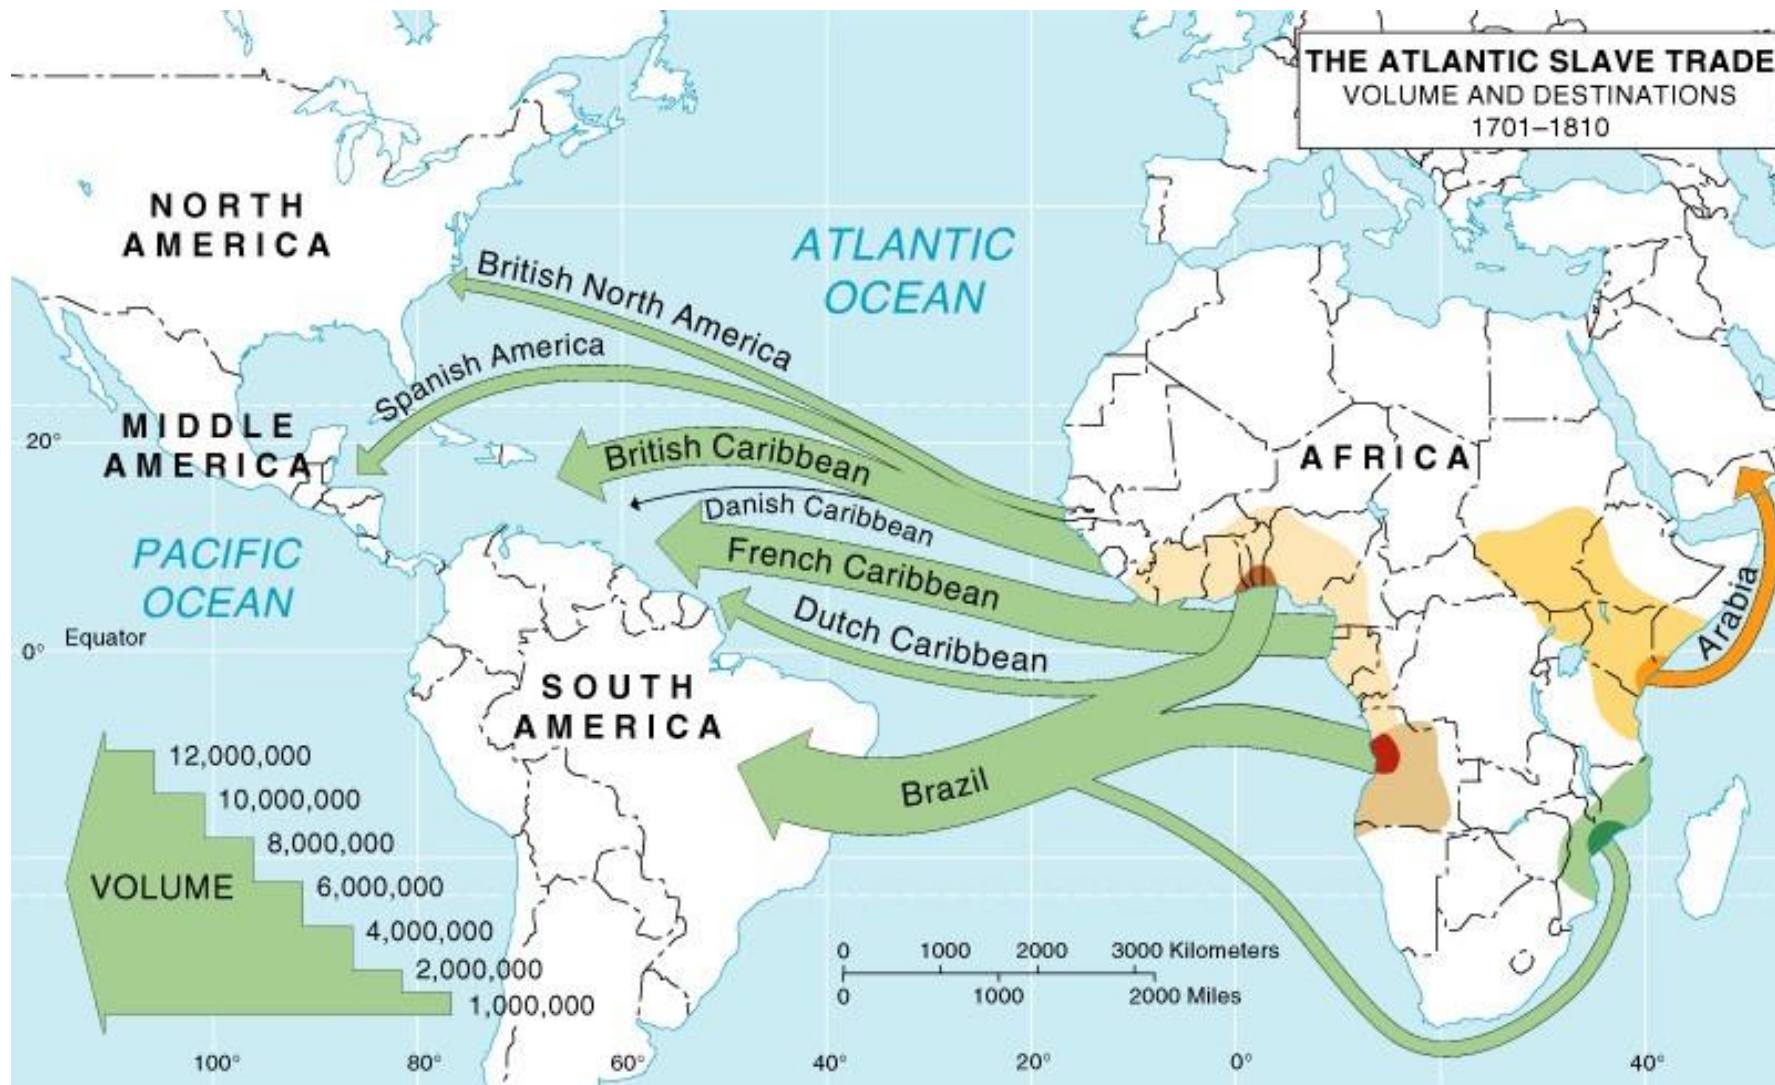 THE ATLANTIC SLAVE TRADE
VOLUME AND DESTINATIONS
1701–1810
NORTH
AMERICA
ATLANTIC
OCEAN
British North America
Spanish America
MIDDLE
AMERICA
20°
British Caribbean
AFRICA
Danish Caribbean
PACIFIC
OCEAN
French Caribbean
Dutch Caribbean
Arabia
Equator
0°
SOUTH
AMERICA
Brazil
12,000,000
10,000,000
8,000,000
VOLUME
6,000,000
4,000,000
2,000,000
1,000,000
0 1000 2000 3000 Kilometers
0 1000 2000 Miles
100° 80° 60° 40° 20° 0° 40°